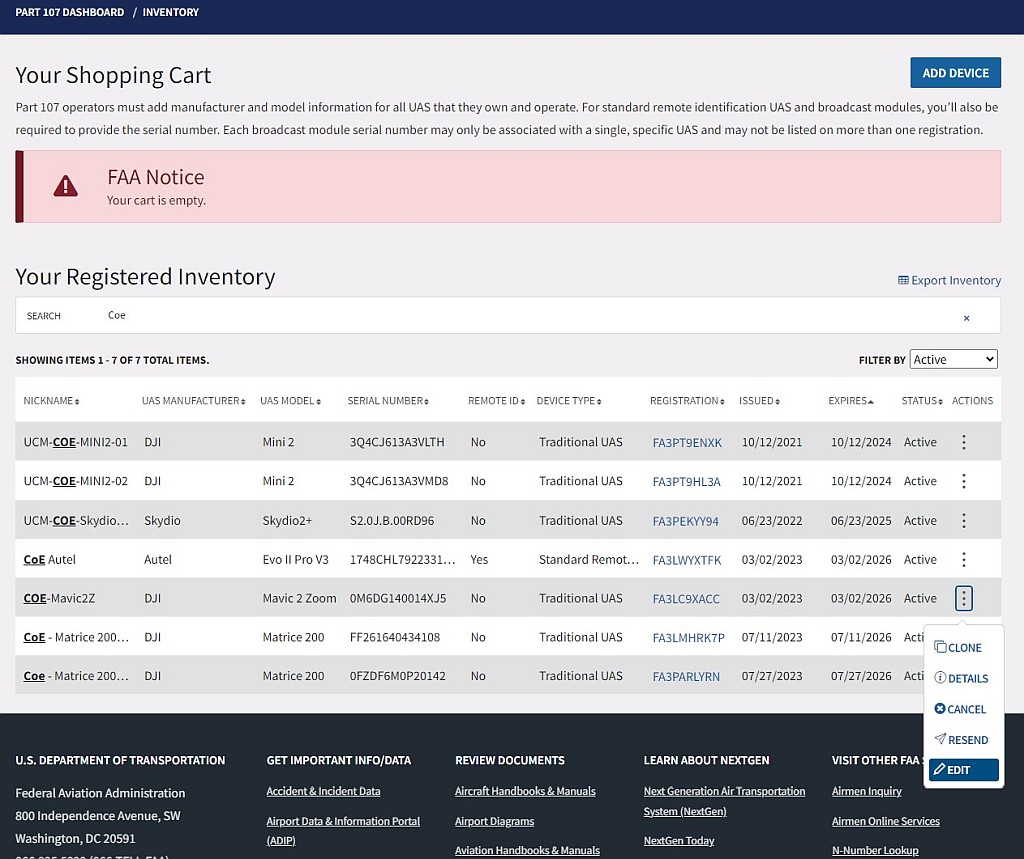 PART 107 DASHBOARD / INVENTORY
Your Shopping Cart
ADD DEVICE
Part 107 operators must add manufacturer and model information for all UAS that they own and operate. For standard remote identification UAS and broadcast modules, you'll also be
required to provide the serial number. Each broadcast module serial number may only be associated with a single, specific UAS and may not be listed on more than one registration.
FAA Notice
Your cart is empty.
Your Registered Inventory
Export Inventory
SEARCH Coe ×
SHOWING ITEMS 1 - 7 OF 7 TOTAL ITEMS. FILTER BY Active
NICKNAME UAS MANUFACTURER UAS MODEL SERIAL NUMBER REMOTE ID DEVICE TYPE REGISTRATION ISSUED EXPIRES STATUS ACTIONS
UCM-COE-MINI2-01 DJI Mini 2 3Q4CJ613A3VLTH No Traditional UAS FA3PT9ENXK 10/12/2021 10/12/2024 Active
UCM-COE-MINI2-02 DJI Mini 2 3Q4CJ613A3VMD8 No Traditional UAS FA3PT9HL3A 10/12/2021 10/12/2024 Active
UCM-COE-Skydio... Skydio Skydio2+ S2.0J.B.00RD96 No Traditional UAS FA3PEKYY94 06/23/2022 06/23/2025 Active
CoE Autel Autel Evo II Pro V3 1748CHL7922331... Yes Standard Remot... FA3LWYXTFK 03/02/2023 03/02/2026 Active
COE-Mavic2Z DJI Mavic 2 Zoom 0M6DG140014XJ5 No Traditional UAS FA3LC9XACC 03/02/2023 03/02/2026 Active
CoE - Matrice 200... DJI Matrice 200 FF261640434108 No Traditional UAS FA3LMHRK7P 07/11/2023 07/11/2026 Acti
Coe - Matrice 200... DJI Matrice 200 0FZDF6M0P20142 No Traditional UAS FA3PARLYRN 07/27/2023 07/27/2026 Acti
CLONE
DETAILS
CANCEL
RESEND
EDIT
U.S. DEPARTMENT OF TRANSPORTATION
Federal Aviation Administration
800 Independence Avenue, SW
Washington, DC 20591
GET IMPORTANT INFO/DATA
Accident & Incident Data
Airport Data & Information Portal
(ADIP)
REVIEW DOCUMENTS
Aircraft Handbooks & Manuals
Airport Diagrams
Aviation Handbooks & Manuals
LEARN ABOUT NEXTGEN
Next Generation Air Transportation
System (NextGen)
NextGen Today
VISIT OTHER FAA
Airmen Inquiry
Airmen Online Services
N-Number Lookup